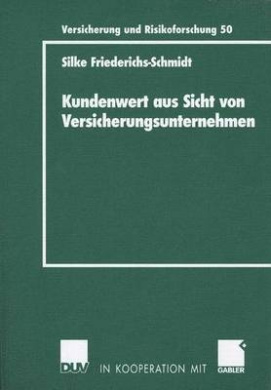 Versicherung und Risikoforschung 50
Silke Friederichs-Schmidt
Kundenwert aus Sicht von
Versicherungsunternehmen
DUV IN KOOPERATION MIT GABLER